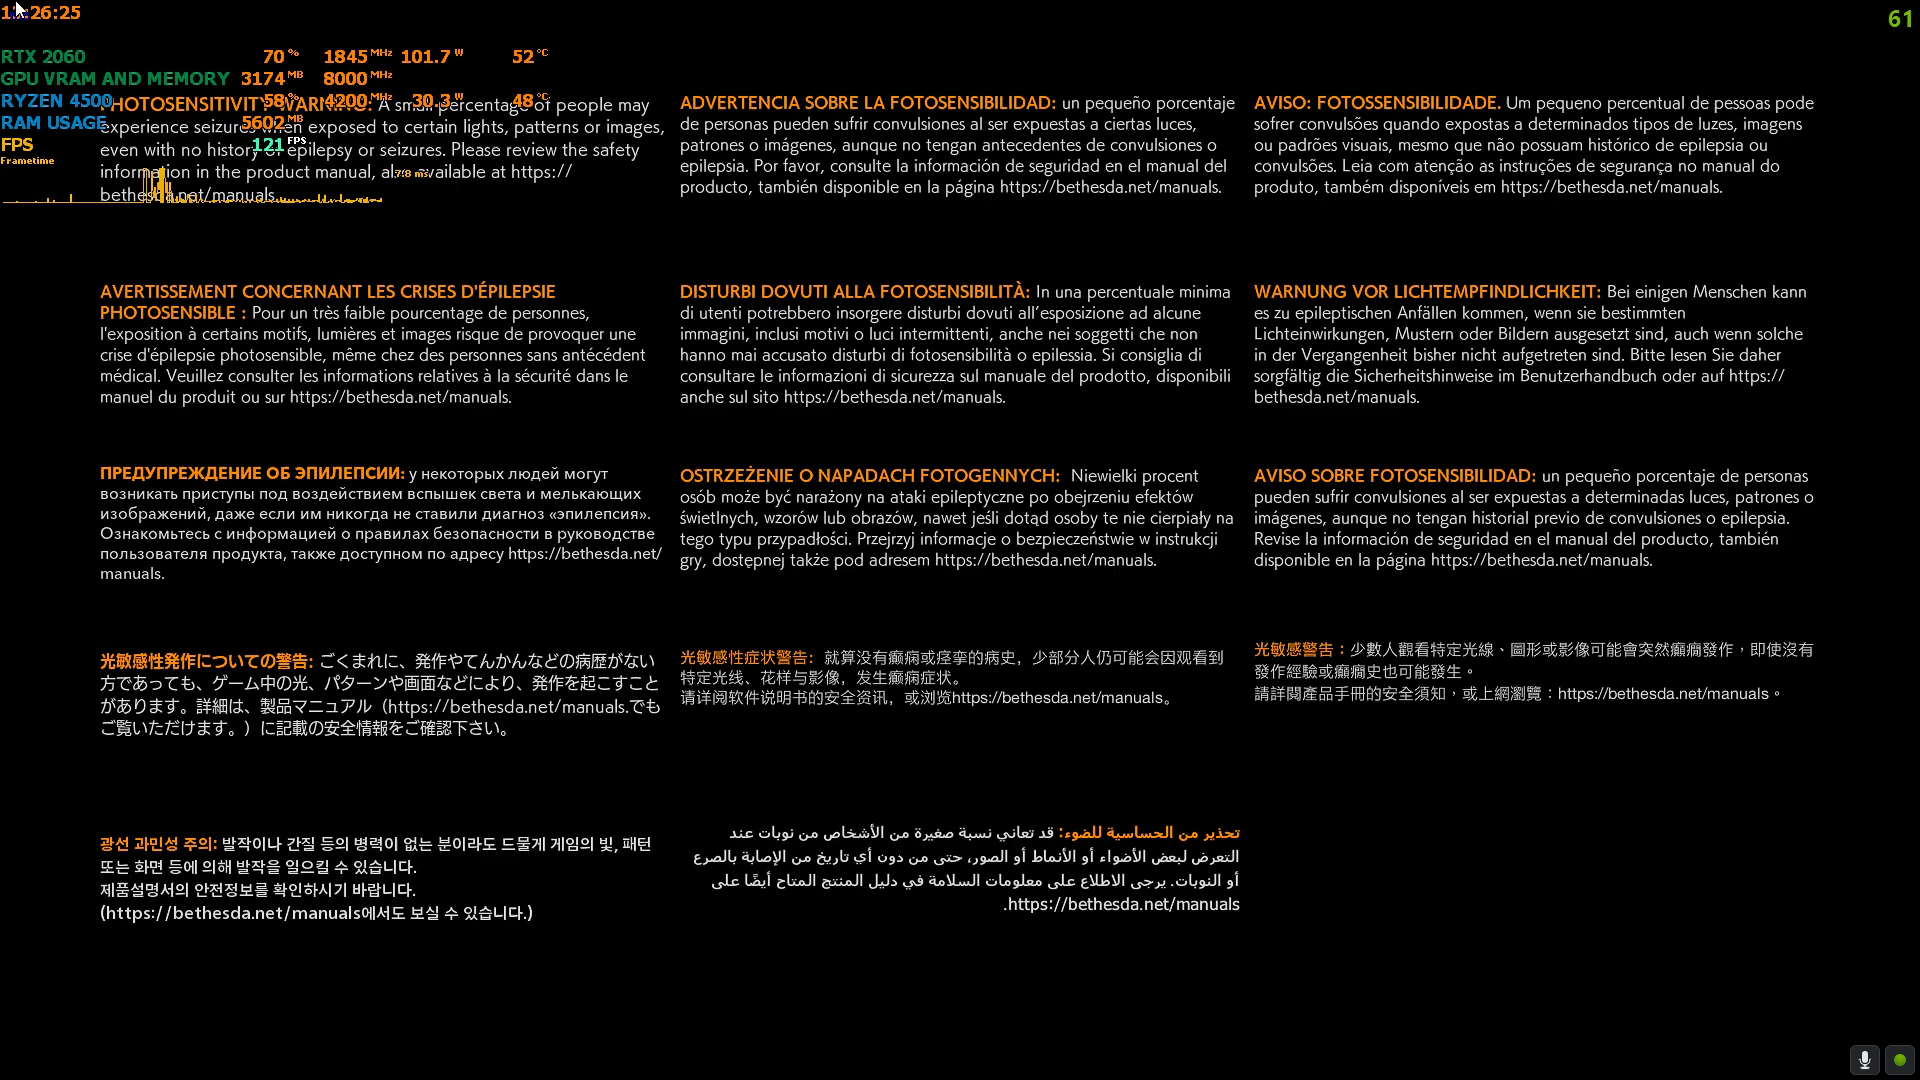 :26:25
61
RTX 2060 70 % 1845 MHz 101.7 W 52 °C
GPU VRAM AND MEMORY 3174 MB 8000 MHz
RYZEN 4500 58 % 4200 MHz 30.3 W 48 °C
RAM USAGE 5602 MB
FPS 121 FPS
Frametime
7.8 ms
PHOTOSENSITIVITY WARNING: A small percentage of people may
experience seizures when exposed to certain lights, patterns or images,
even with no history of epilepsy or seizures. Please review the safety
information in the product manual, also available at https://
bethesda.net/manuals.
ADVERTENCIA SOBRE LA FOTOSENSIBILIDAD: un pequeño porcentaje
de personas pueden sufrir convulsiones al ser expuestas a ciertas luces,
patrones o imágenes, aunque no tengan antecedentes de convulsiones o
epilepsia. Por favor, consulte la información de seguridad en el manual del
producto, también disponible en la página https://bethesda.net/manuals.
AVISO: FOTOSSENSIBILIDADE. Um pequeno percentual de pessoas pode
sofrer convulsões quando expostas a determinados tipos de luzes, imagens
ou padrões visuais, mesmo que não possuam histórico de epilepsia ou
convulsões. Leia com atenção as instruções de segurança no manual do
produto, também disponíveis em https://bethesda.net/manuals.
AVERTISSEMENT CONCERNANT LES CRISES D'ÉPILEPSIE
PHOTOSENSIBLE : Pour un très faible pourcentage de personnes,
l'exposition à certains motifs, lumières et images risque de provoquer une
crise d'épilepsie photosensible, même chez des personnes sans antécédent
médical. Veuillez consulter les informations relatives à la sécurité dans le
manuel du produit ou sur https://bethesda.net/manuals.
DISTURBI DOVUTI ALLA FOTOSENSIBILITÀ: In una percentuale minima
di utenti potrebbero insorgere disturbi dovuti all’esposizione ad alcune
immagini, inclusi motivi o luci intermittenti, anche nei soggetti che non
hanno mai accusato disturbi di fotosensibilità o epilessia. Si consiglia di
consultare le informazioni di sicurezza sul manuale del prodotto, disponibili
anche sul sito https://bethesda.net/manuals.
WARNUNG VOR LICHTEMPFINDLICHKEIT: Bei einigen Menschen kann
es zu epileptischen Anfällen kommen, wenn sie bestimmten
Lichteinwirkungen, Mustern oder Bildern ausgesetzt sind, auch wenn solche
in der Vergangenheit bisher nicht aufgetreten sind. Bitte lesen Sie daher
sorgfältig die Sicherheitshinweise im Benutzerhandbuch oder auf https://
bethesda.net/manuals.
ПРЕДУПРЕЖДЕНИЕ ОБ ЭПИЛЕПСИИ: у некоторых людей могут
возникать приступы под воздействием вспышек света и мелькающих
изображений, даже если им никогда не ставили диагноз «эпилепсия».
Ознакомьтесь с информацией о правилах безопасности в руководстве
пользователя продукта, также доступном по адресу https://bethesda.net/
manuals.
OSTRZEŻENIE O NAPADACH FOTOGENNYCH: Niewielki procent
osób może być narażony na ataki epileptyczne po obejrzeniu efektów
świetlnych, wzorów lub obrazów, nawet jeśli dotąd osoby te nie cierpiały na
tego typu przypadłości. Przejrzyj informacje o bezpieczeństwie w instrukcji
gry, dostępnej także pod adresem https://bethesda.net/manuals.
AVISO SOBRE FOTOSENSIBILIDAD: un pequeño porcentaje de personas
pueden sufrir convulsiones al ser expuestas a determinadas luces, patrones o
imágenes, aunque no tengan historial previo de convulsiones o epilepsia.
Revise la información de seguridad en el manual del producto, también
disponible en la página https://bethesda.net/manuals.
光敏感性発作についての警告: ごくまれに、発作やてんかんなどの病歴がない
方であっても、ゲーム中の光、パターンや画面などにより、発作を起こすこと
があります。詳細は、製品マニュアル（https://bethesda.net/manuals.でも
ご覧いただけます。）に記載の安全情報をご確認下さい。
光敏感性症状警告：就算没有癫痫或痉挛的病史，少部分人仍可能会因观看到
特定光线、花样与影像，发生癫痫症状。
请详阅软件说明书的安全资讯，或浏览https://bethesda.net/manuals。
光敏感警告：少數人觀看特定光線、圖形或影像可能會突然癲癇發作，即使沒有
發作經驗或癲癇史也可能發生。
請詳閱產品手冊的安全須知，或上網瀏覽：https://bethesda.net/manuals。
광선 과민성 주의: 발작이나 간질 등의 병력이 없는 분이라도 드물게 게임의 빛, 패턴
또는 화면 등에 의해 발작을 일으킬 수 있습니다.
제품설명서의 안전정보를 확인하시기 바랍니다.
(https://bethesda.net/manuals에서도 보실 수 있습니다.)
تحذير من الحساسية للضوء: قد تعاني نسبة صغيرة من الأشخاص من نوبات عند
التعرض لبعض الأضواء أو الأنماط أو الصور، حتى من دون أي تاريخ من الإصابة بالصرع
أو النوبات. يرجى الاطلاع على معلومات السلامة في دليل المنتج المتاح أيضًا على
https://bethesda.net/manuals.